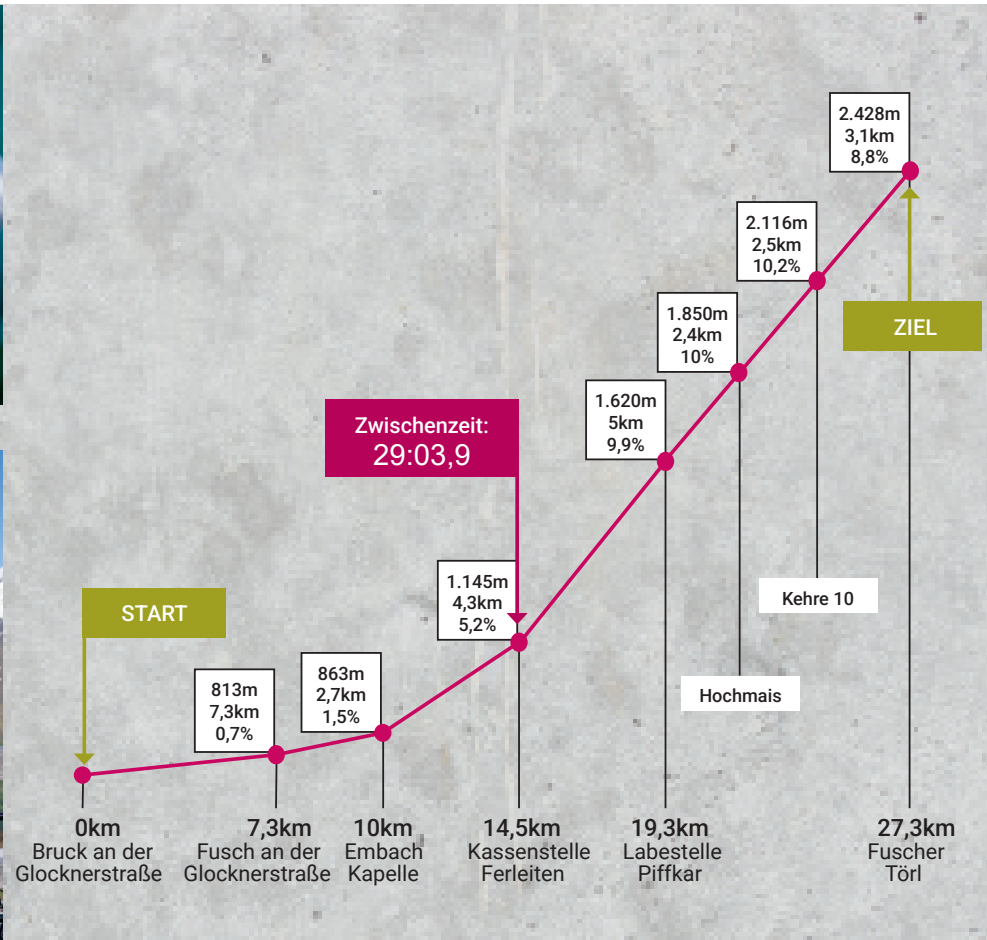 2.428m
3,1km
8,8%
2.116m
2,5km
10,2%
ZIEL
1.850m
2,4km
10%
1.620m
5km
9,9%
Zwischenzeit:
29:03,9
1.145m
4,3km
5,2%
Kehre 10
START
863m
2,7km
1,5%
813m
7,3km
0,7%
Hochmais
0km
Bruck an der
Glocknerstraße
7,3km
Fusch an der
Glocknerstraße
10km
Embach
Kapelle
14,5km
Kassenstelle
Ferleiten
19,3km
Labestelle
Piffkar
27,3km
Fuscher
Törl